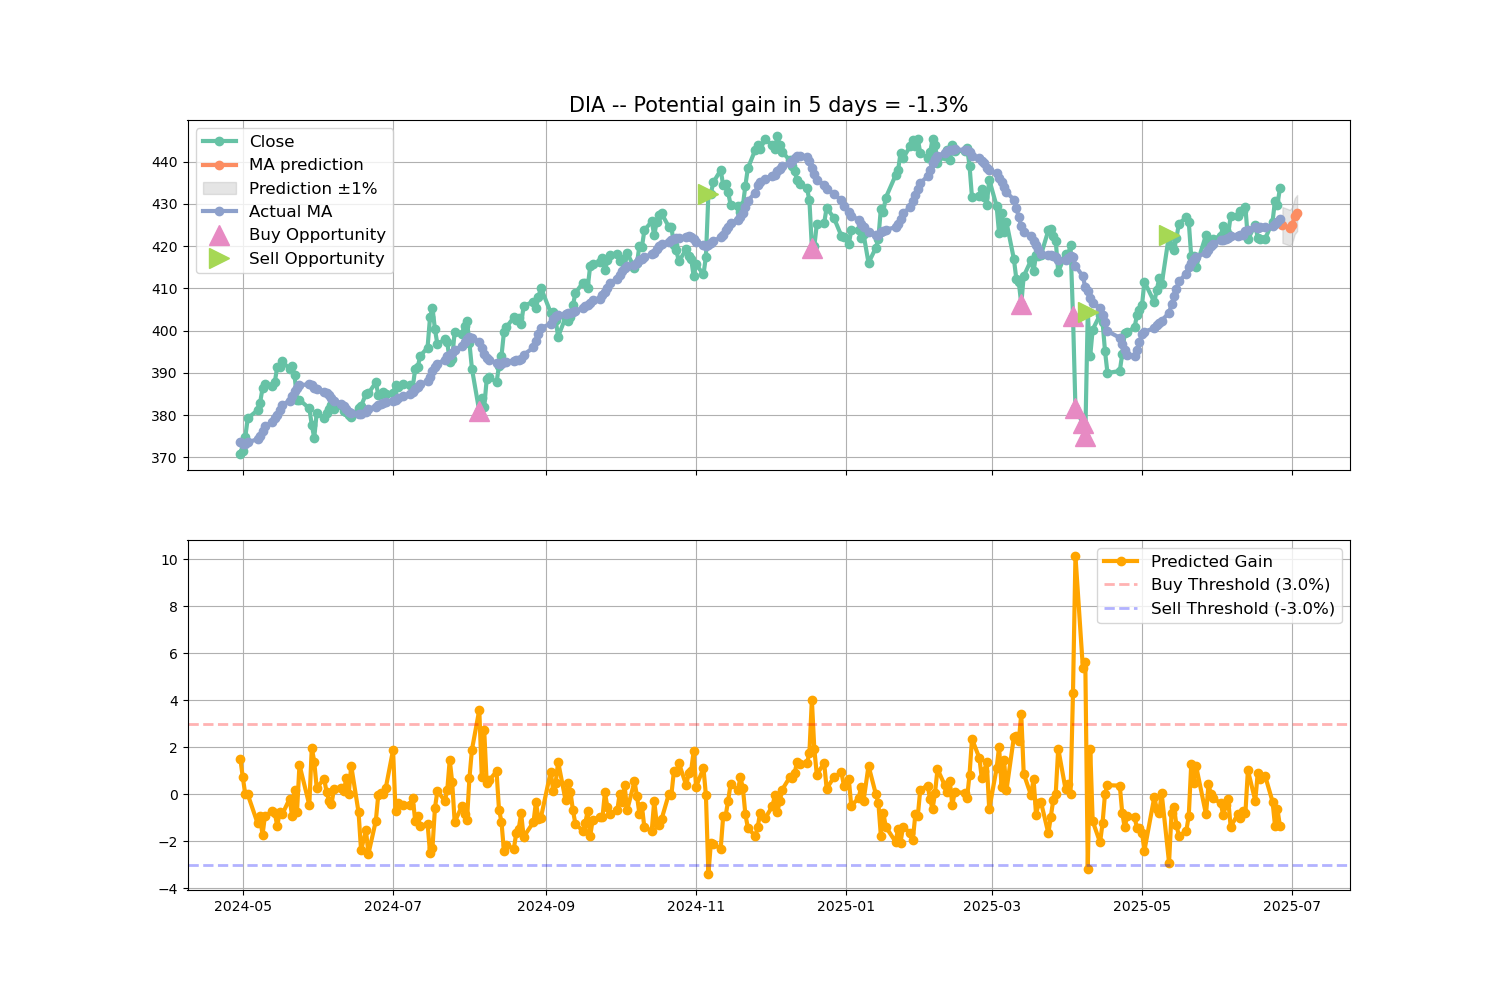 DIA -- Potential gain in 5 days = -1.3%
Close
MA prediction
Prediction ±1%
Actual MA
Buy Opportunity
Sell Opportunity
440
430
420
410
400
390
380
370
Predicted Gain
Buy Threshold (3.0%)
Sell Threshold (-3.0%)
10
8
6
4
2
0
−2
−4
2024-05 2024-07 2024-09 2024-11 2025-01 2025-03 2025-05 2025-07